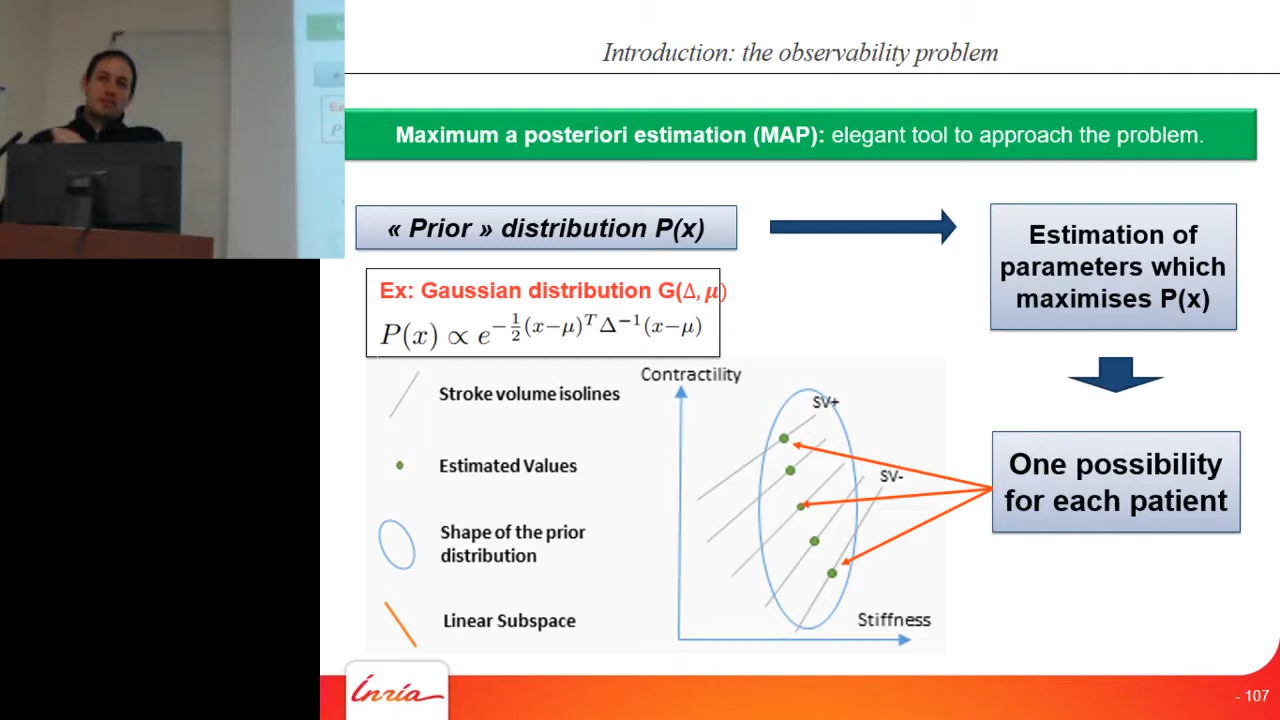 Introduction: the observability problem
Maximum a posteriori estimation (MAP): elegant tool to approach the problem.
« Prior » distribution P(x)
Estimation of
parameters which
maximises P(x)
Ex: Gaussian distribution G(Δ, μ)
P(x) ∝ e^{-\frac{1}{2}(x-μ)^T Δ^{-1}(x-μ)}
Contractility
Stroke volume isolines
SV+
Estimated Values
SV-
One possibility
for each patient
Shape of the prior
distribution
Linear Subspace
Stiffness
Inria
- 107
Ex